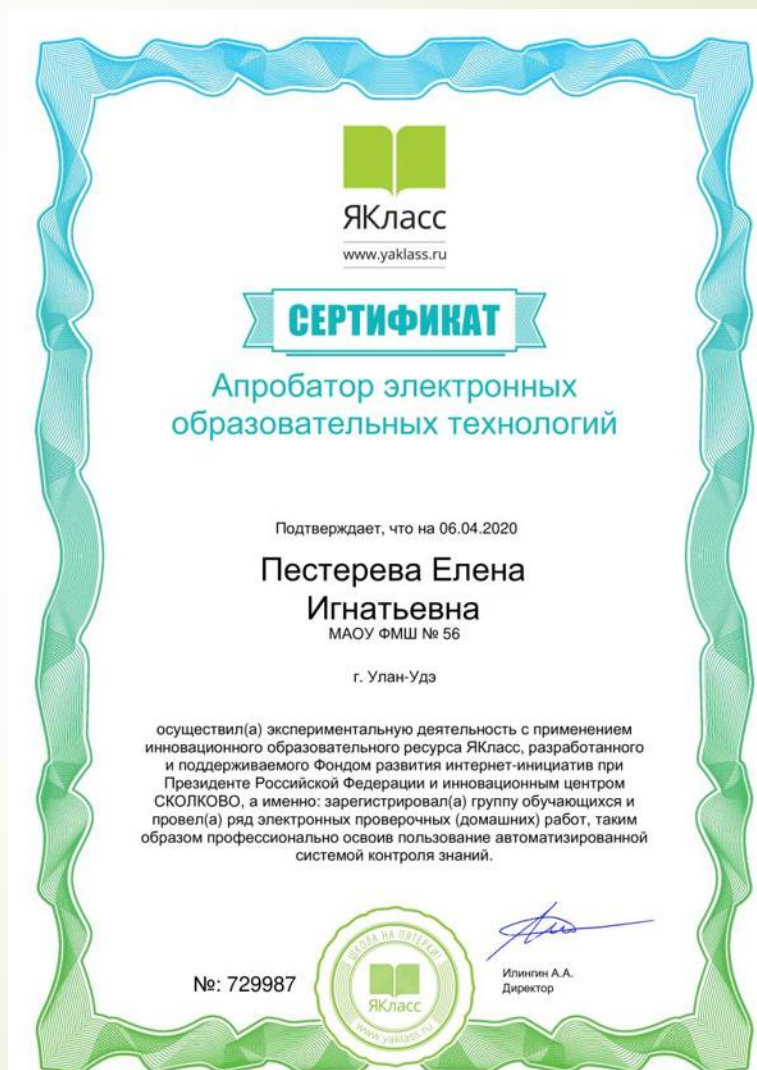 ЯКласс
www.yaklass.ru
СЕРТИФИКАТ
Апробатор электронных
образовательных технологий
Подтверждает, что на 06.04.2020
Пестерева Елена
Игнатьевна
МАОУ ФМШ № 56
г. Улан-Удэ
осуществил(а) экспериментальную деятельность с применением
инновационного образовательного ресурса ЯКласс, разработанного
и поддерживаемого Фондом развития интернет-инициатив при
Президенте Российской Федерации и инновационным центром
СКОЛКОВО, а именно: зарегистрировал(а) группу обучающихся и
провел(а) ряд электронных проверочных (домашних) работ, таким
образом профессионально освоив пользование автоматизированной
системой контроля знаний.
№: 729987
ШКОЛА НА ПЯТЕРКИ!
ЯКласс
www.yaklass.ru
Илингин А.А.
Директор